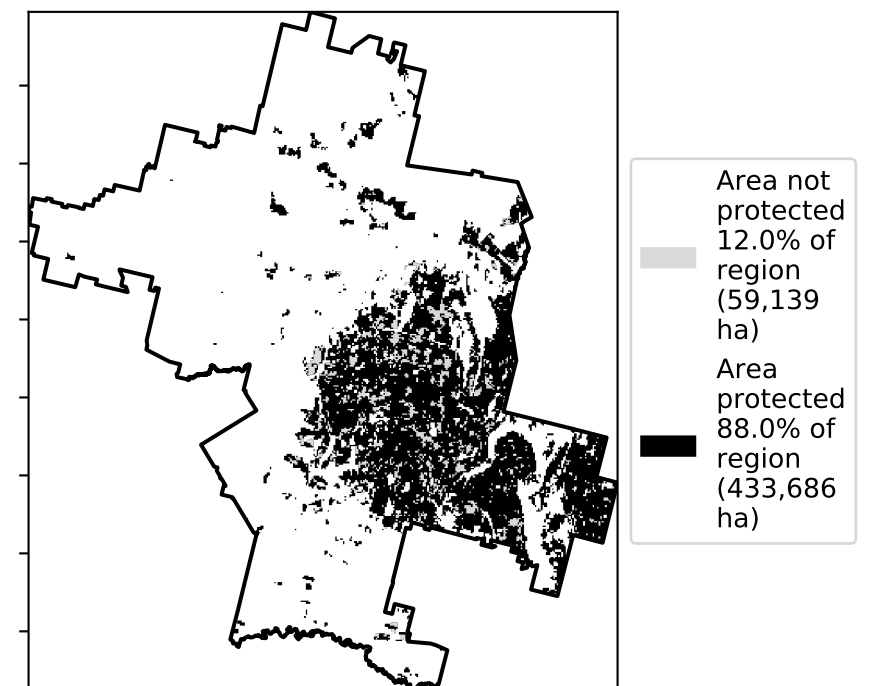 Area not
protected
12.0% of
region
(59,139
ha)
Area
protected
88.0% of
region
(433,686
ha)